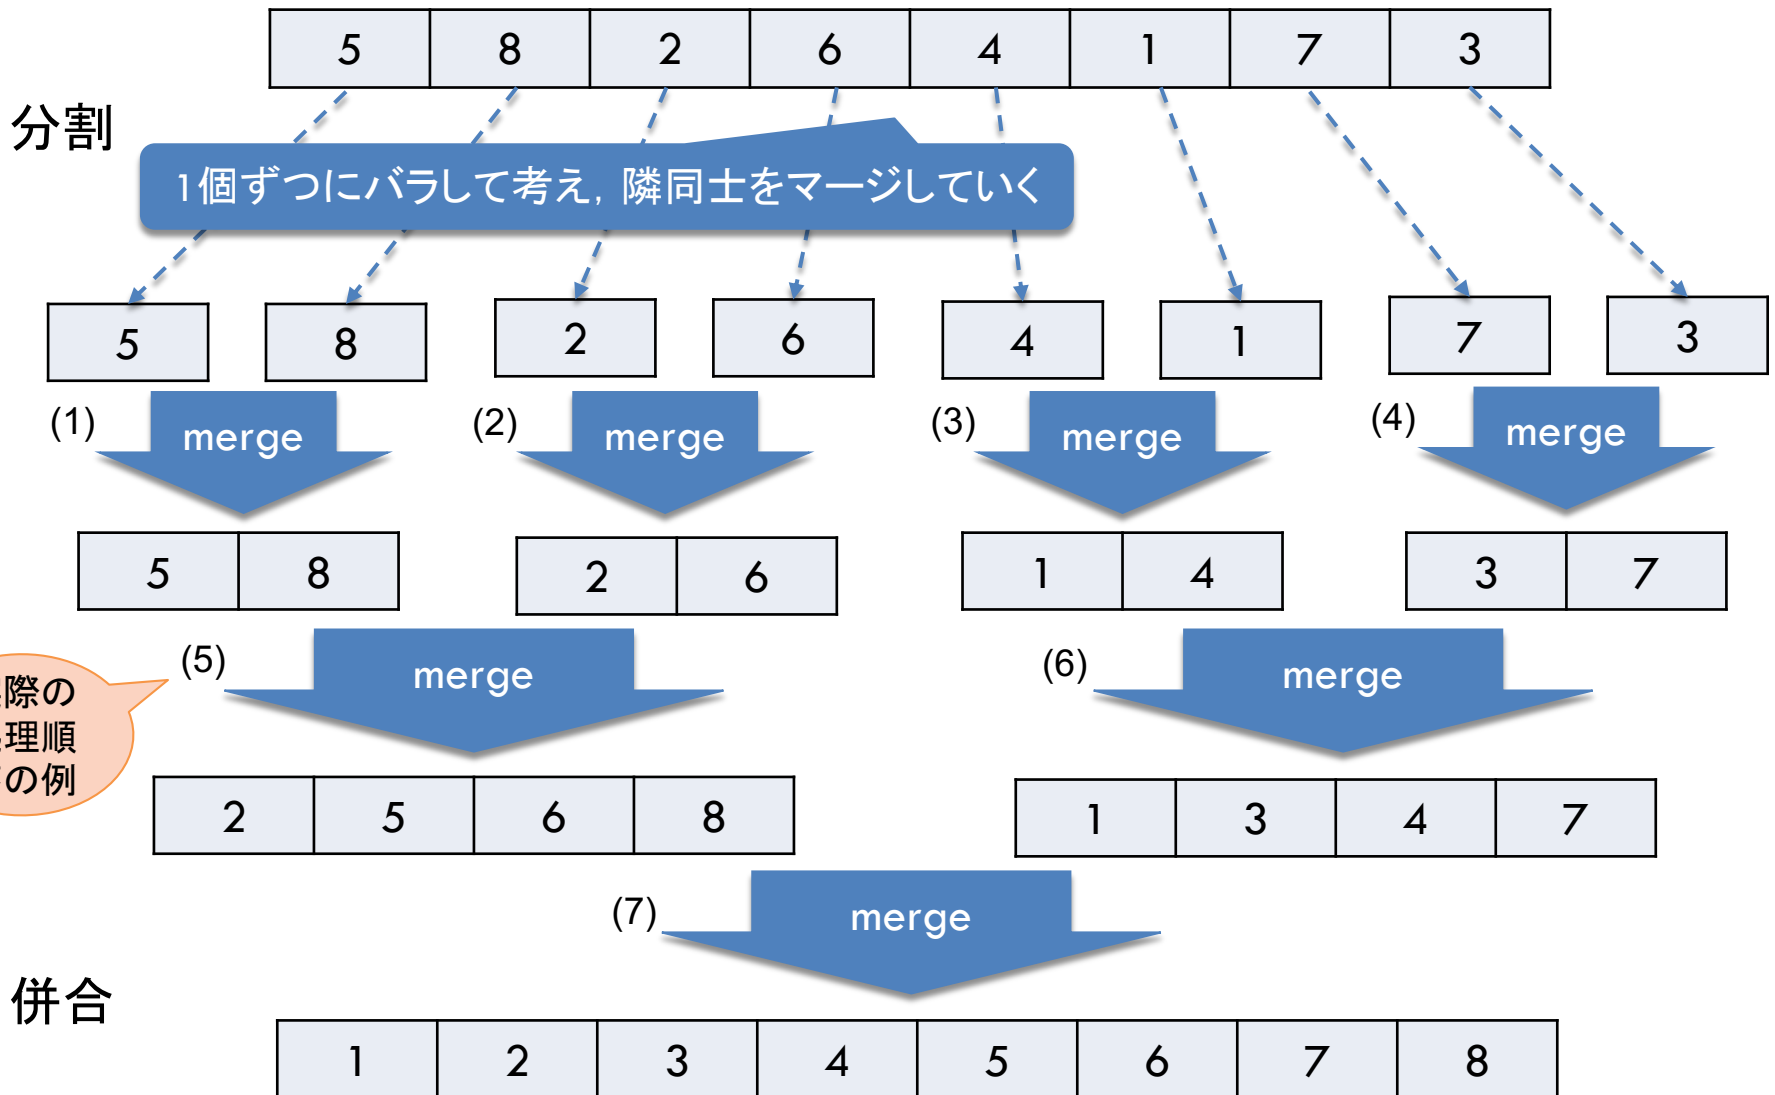 5 8 2 6 4 1 7 3
分割
1個ずつにバラして考え，隣同士をマージしていく
5 8 2 6 4 1 7 3
(1) merge (2) merge (3) merge (4) merge
5 8 2 6 1 4 3 7
(5) merge (6) merge
際の
理順
の例
2 5 6 8 1 3 4 7
(7) merge
併合
1 2 3 4 5 6 7 8